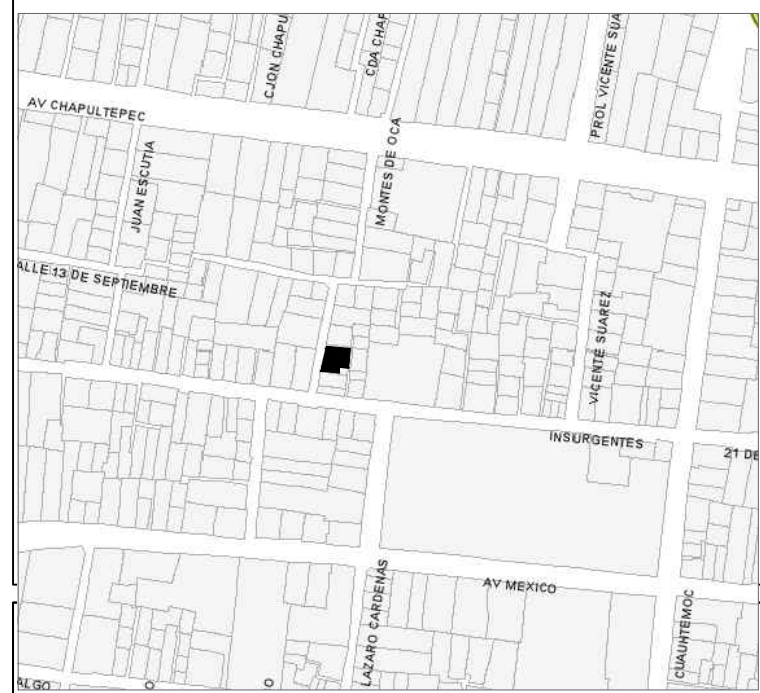 CJON CHAPU
CDA CHAP
PROL VICENTE SUA
AV CHAPULTEPEC
JUAN ESCUTIA
MONTES DE OCA
ALLE 13 DE SEPTIEMBRE
VICENTE SUAREZ
INSURGENTES
21 DE
LAZARO CARDENAS
AV MEXICO
CUAUHTEMOC
ALGO
O
O